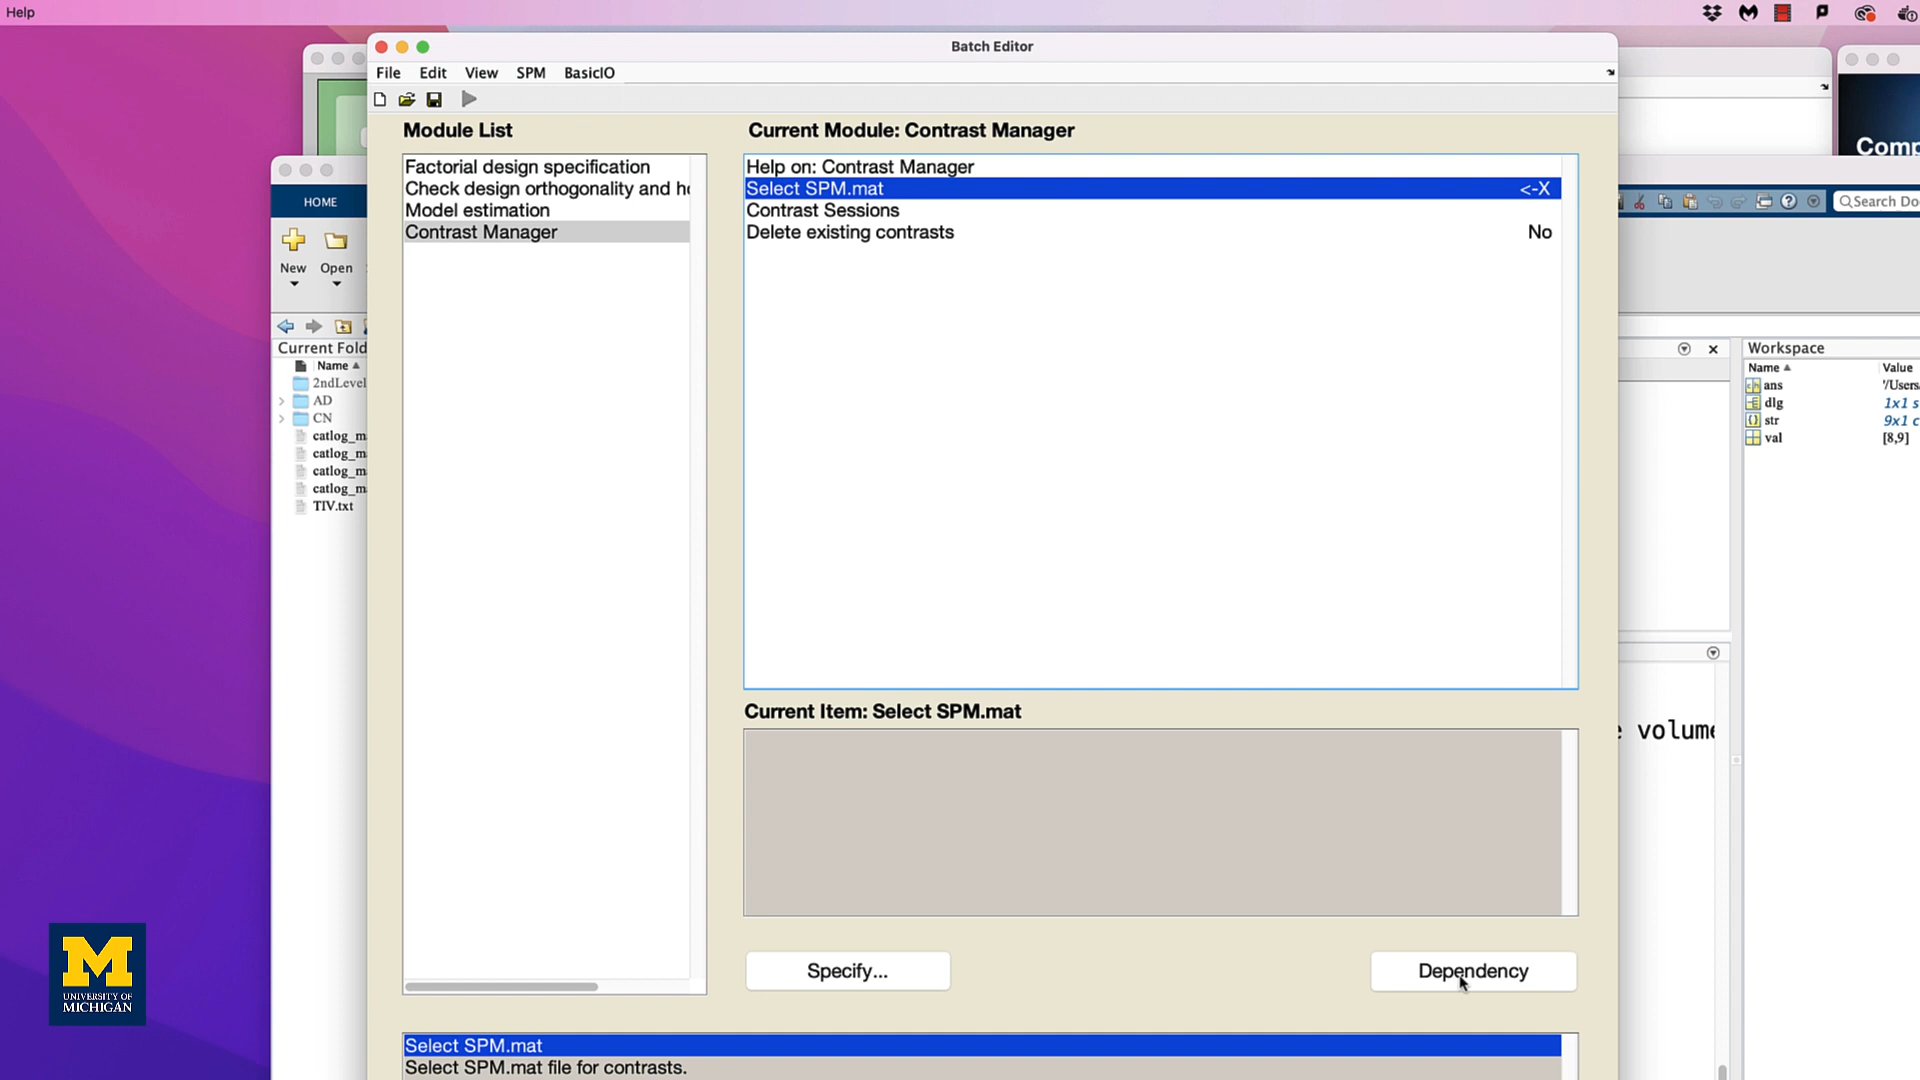 Help
Batch Editor
File Edit View SPM BasicIO
Module List
Current Module: Contrast Manager
Factorial design specification
Check design orthogonality and
Model estimation
Contrast Manager
Help on: Contrast Manager
Select SPM.mat <-X
Contrast Sessions
Delete existing contrasts No
Current Item: Select SPM.mat
Specify...
Dependency
Select SPM.mat
Select SPM.mat file for contrasts.
HOME
New Open
Current Fold
Name
2ndLevel
AD
CN
catlog_m
catlog_m
catlog_m
catlog_m
TIV.txt
Comp
Search Do
Workspace
Name Value
ans '/Users
dlg 1x1 s
str 9x1 c
val [8,9]
volume
M
UNIVERSITY OF
MICHIGAN